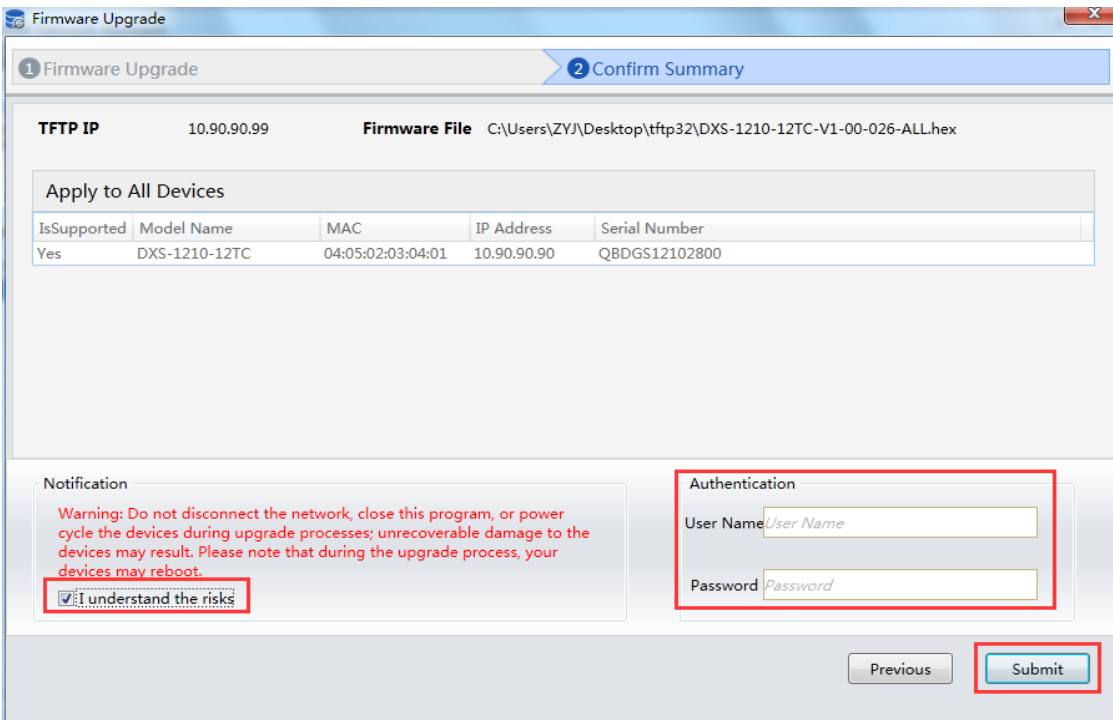 Firmware Upgrade
1 Firmware Upgrade
2 Confirm Summary
TFTP IP 10.90.90.99 Firmware File C:\Users\ZYJ\Desktop\tftp32\DXS-1210-12TC-V1-00-026-ALL.hex
Apply to All Devices
IsSupported Model Name MAC IP Address Serial Number
Yes DXS-1210-12TC 04:05:02:03:04:01 10.90.90.90 QBDGS12102800
Notification
Warning: Do not disconnect the network, close this program, or power
cycle the devices during upgrade processes; unrecoverable damage to the
devices may result. Please note that during the upgrade process, your
devices may reboot.
I understand the risks
Authentication
User Name User Name
Password Password
Previous
Submit